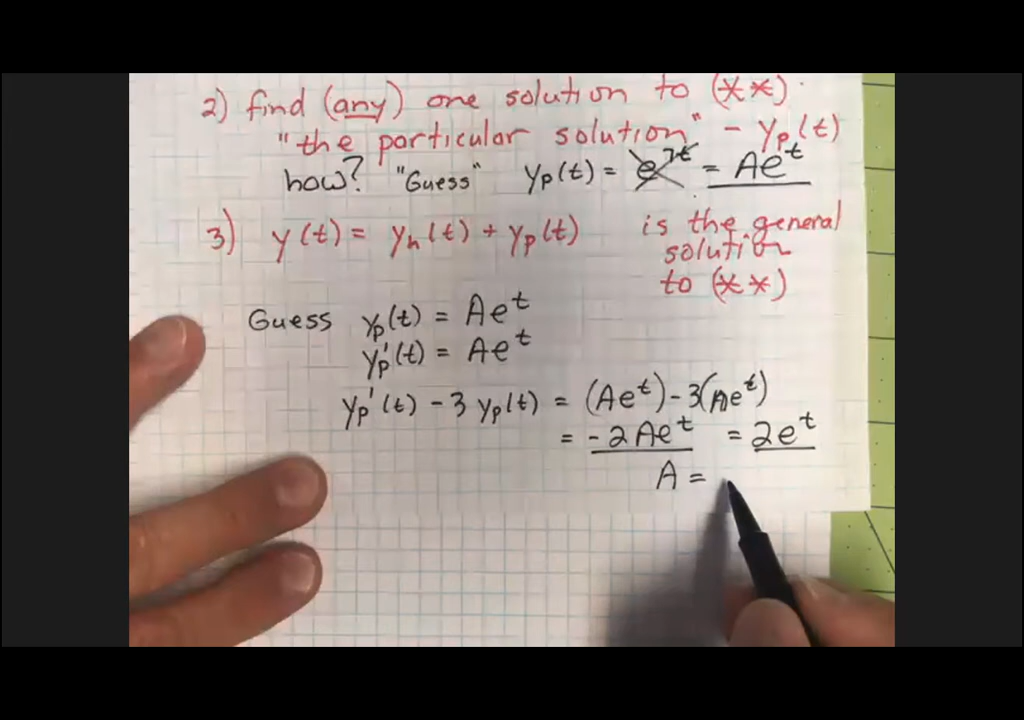 2) find (any) one solution to (**).
"the particular solution" - yp(t)
how? "Guess" yp(t) = = Ae^t
3) y(t) = yh(t) + yp(t) is the general
solution
to (**)
Guess yp(t) = Ae^t
yp'(t) = Ae^t
yp'(t) - 3yp(t) = (Ae^t) - 3(Ae^t)
= -2Ae^t = 2e^t
A =